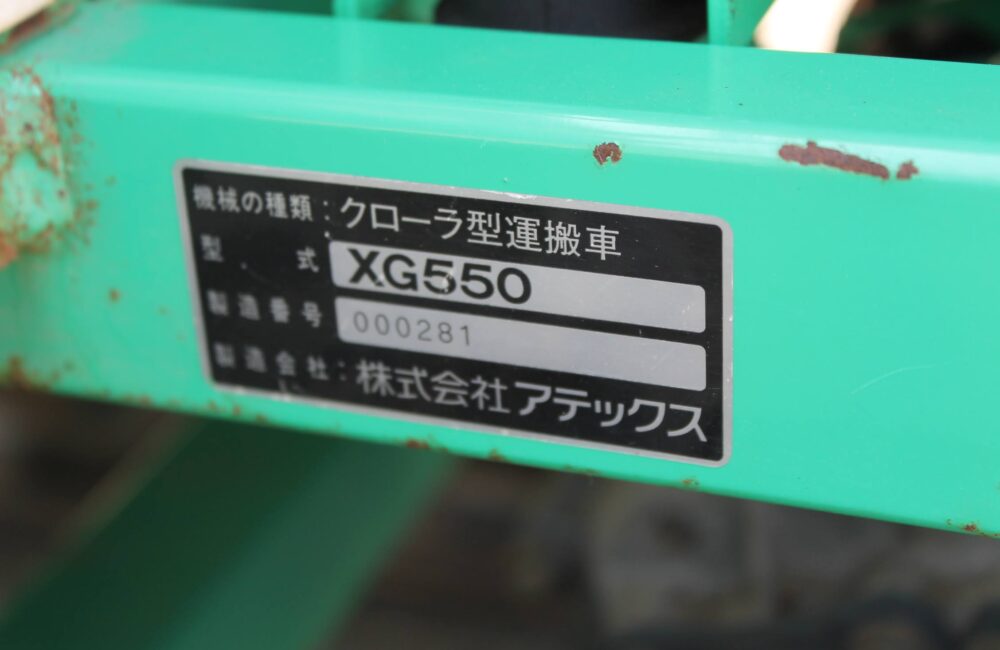 機械の種類：クローラ型運搬車
型式 XG550
製造番号 000281
製造会社：株式会社アテックス